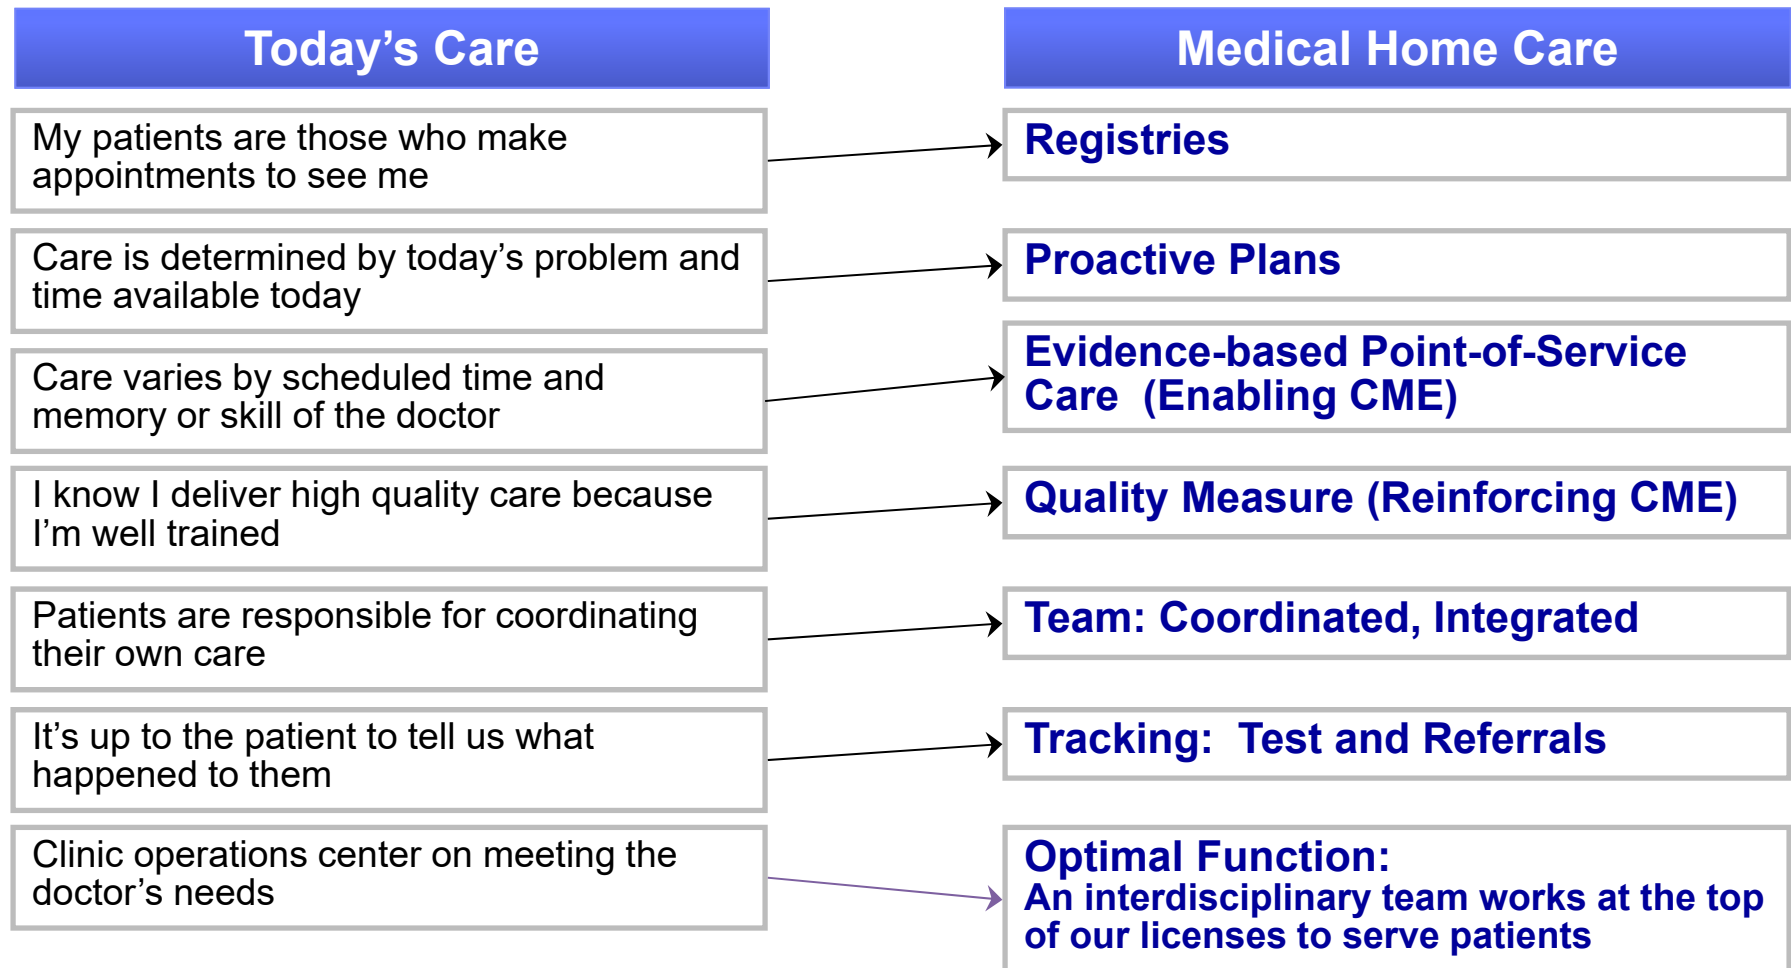 Today’s Care
Medical Home Care
My patients are those who make
appointments to see me
Registries
Care is determined by today’s problem and
time available today
Proactive Plans
Care varies by scheduled time and
memory or skill of the doctor
Evidence-based Point-of-Service
Care  (Enabling CME)
I know I deliver high quality care because
I’m well trained
Quality Measure (Reinforcing CME)
Patients are responsible for coordinating
their own care
Team: Coordinated, Integrated
It’s up to the patient to tell us what
happened to them
Tracking:  Test and Referrals
Clinic operations center on meeting the
doctor’s needs
Optimal Function:
An interdisciplinary team works at the top
of our licenses to serve patients